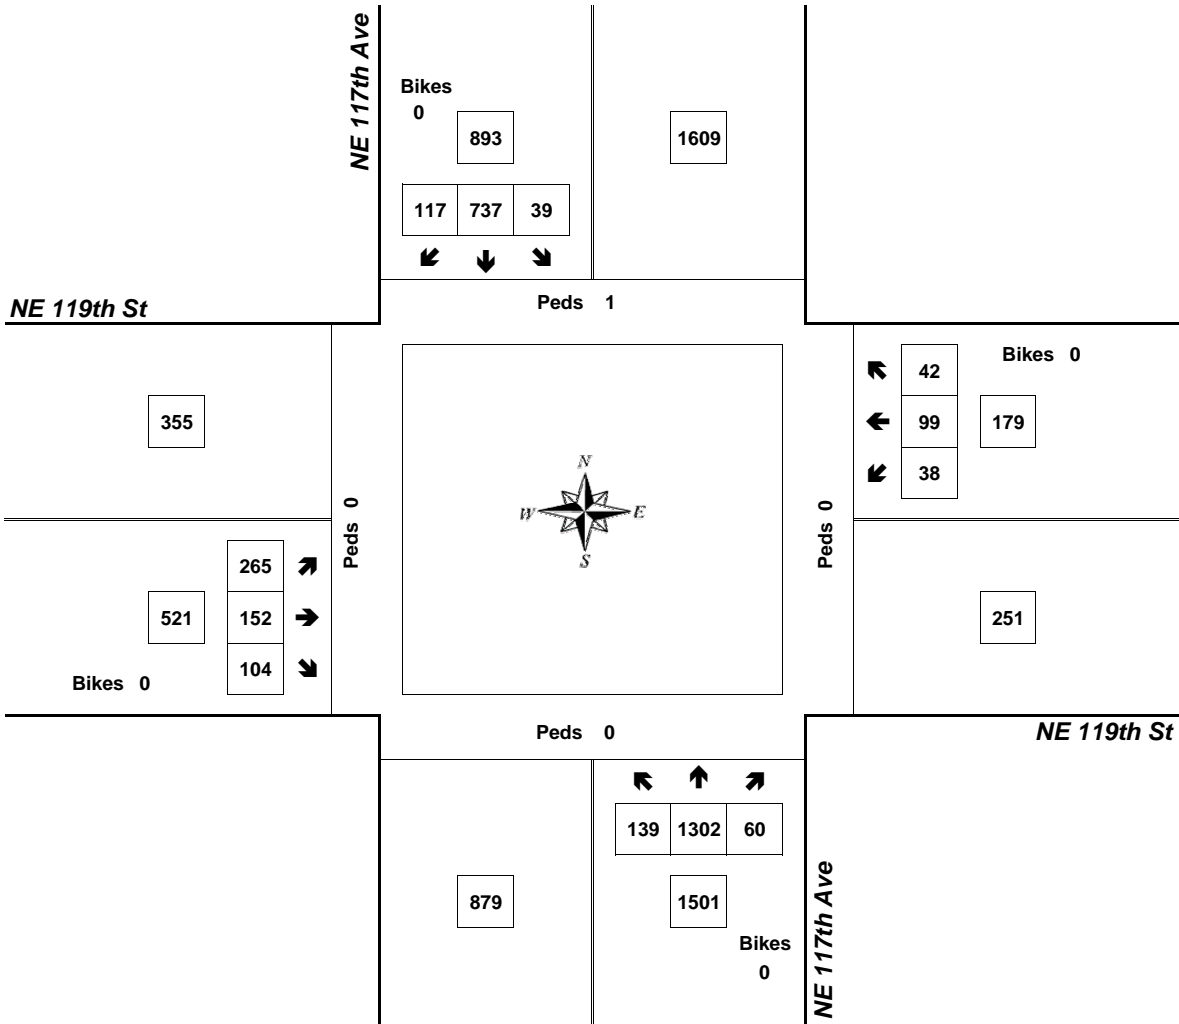 NE 117th Ave
Bikes
0
893
1609
117 737 39
Peds 1
NE 119th St
42
Bikes 0
355
99
179
38
N
W E
S
Peds 0
Peds 0
265
521
152
251
104
Bikes 0
Peds 0
NE 119th St
139 1302 60
879
1501
NE 117th Ave
Bikes
0